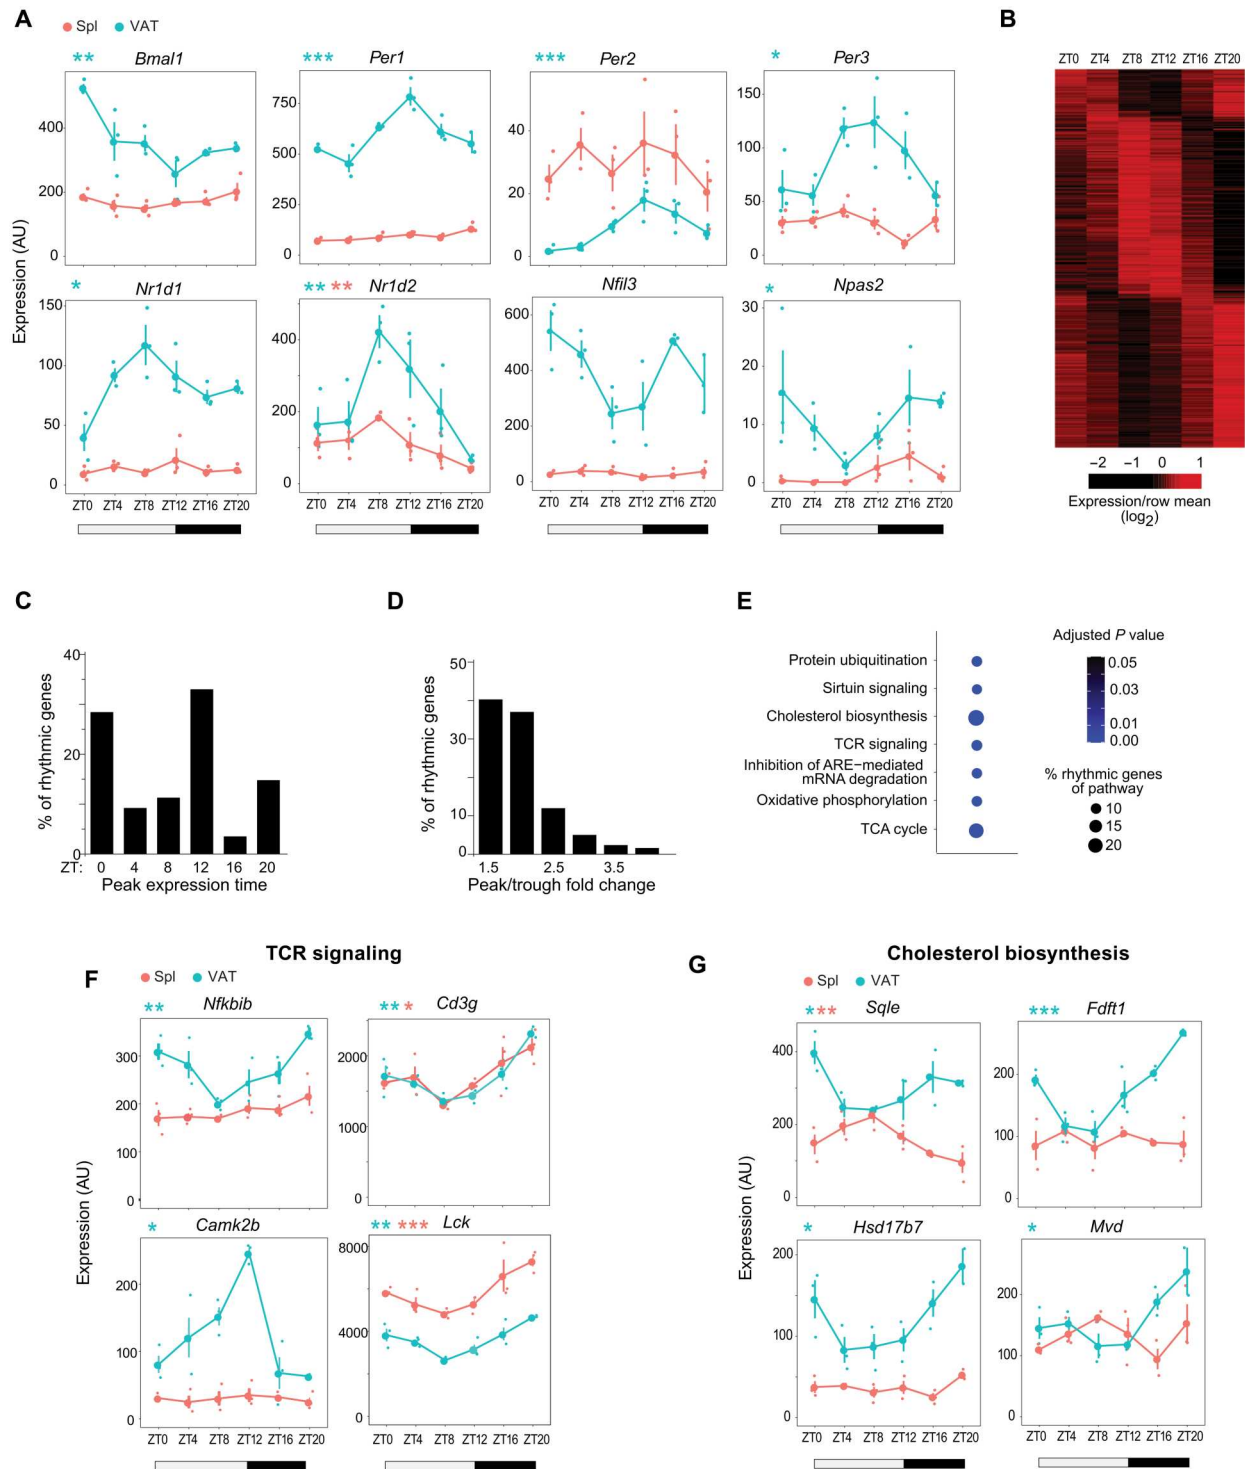 A
Spl VAT
B
** Bmal1
*** Per1
*** Per2
* Per3
ZT0 ZT4 ZT8 ZT12 ZT16 ZT20
Expression (AU)
400
200
0
750
500
250
0
40
20
0
150
100
50
0
* Nr1d1
** ** Nr1d2
Nfil3
* Npas2
150
100
50
0
400
200
0
600
400
200
0
30
20
10
0
ZT0 ZT4 ZT8 ZT12 ZT16 ZT20
ZT0 ZT4 ZT8 ZT12 ZT16 ZT20
ZT0 ZT4 ZT8 ZT12 ZT16 ZT20
ZT0 ZT4 ZT8 ZT12 ZT16 ZT20
−2 −1 0 1
Expression/row mean
(log2)
C
% of rhythmic genes
40
20
0
ZT: 0 4 8 12 16 20
Peak expression time
D
% of rhythmic genes
50
30
10
0
1.5 2.5 3.5
Peak/trough fold change
E
Protein ubiquitination
Sirtuin signaling
Cholesterol biosynthesis
TCR signaling
Inhibition of ARE−mediated
mRNA degradation
Oxidative phosphorylation
TCA cycle
Adjusted P value
0.05
0.03
0.01
0.00
% rhythmic genes
of pathway
10
15
20
TCR signaling
F
Spl VAT
** Nfkbib
** * Cd3g
Expression (AU)
300
200
100
0
2000
1000
0
* Camk2b
** *** Lck
200
100
0
8000
4000
0
ZT0 ZT4 ZT8 ZT12 ZT16 ZT20
ZT0 ZT4 ZT8 ZT12 ZT16 ZT20
Cholesterol biosynthesis
G
Spl VAT
*** Sqle
*** Fdft1
Expression (AU)
400
200
0
200
100
0
* Hsd17b7
* Mvd
200
100
0
200
100
0
ZT0 ZT4 ZT8 ZT12 ZT16 ZT20
ZT0 ZT4 ZT8 ZT12 ZT16 ZT20